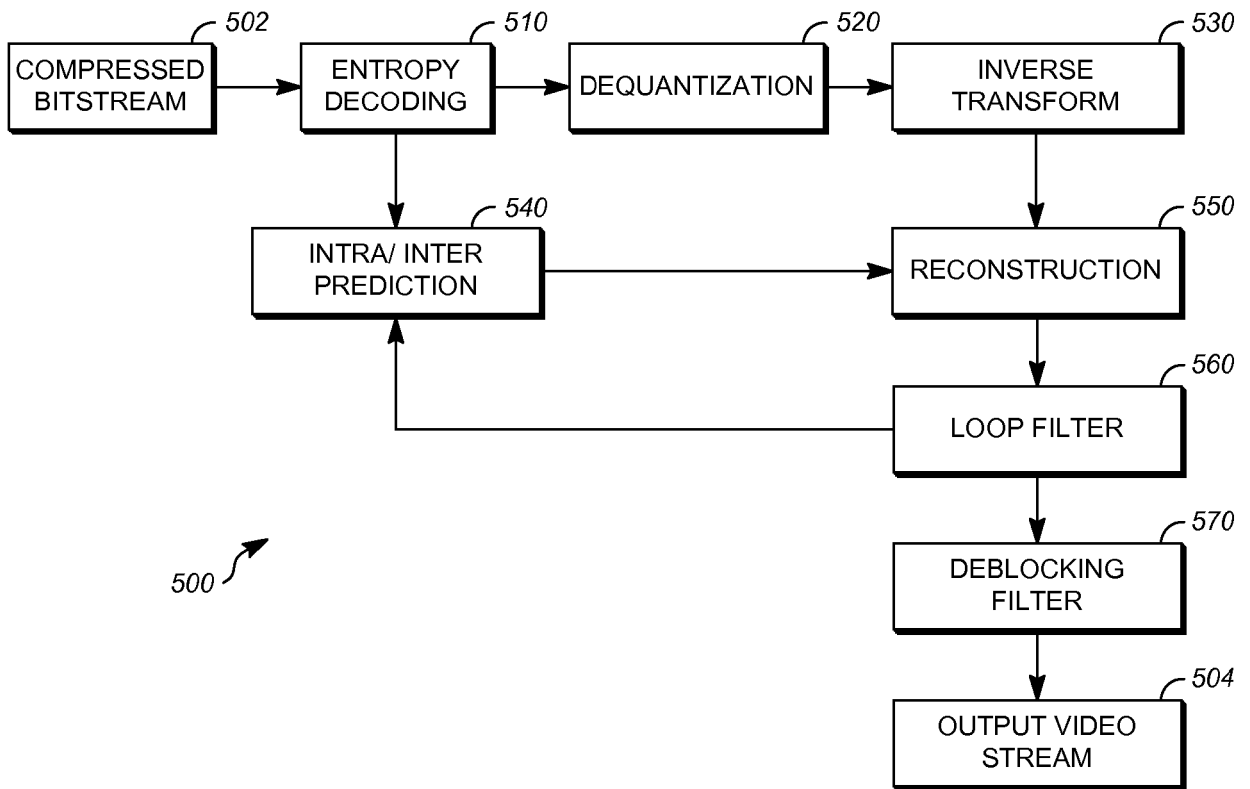 502
COMPRESSED
BITSTREAM
510
ENTROPY
DECODING
520
DEQUANTIZATION
530
INVERSE
TRANSFORM
540
INTRA/ INTER
PREDICTION
550
RECONSTRUCTION
560
LOOP FILTER
570
DEBLOCKING
FILTER
500
504
OUTPUT VIDEO
STREAM